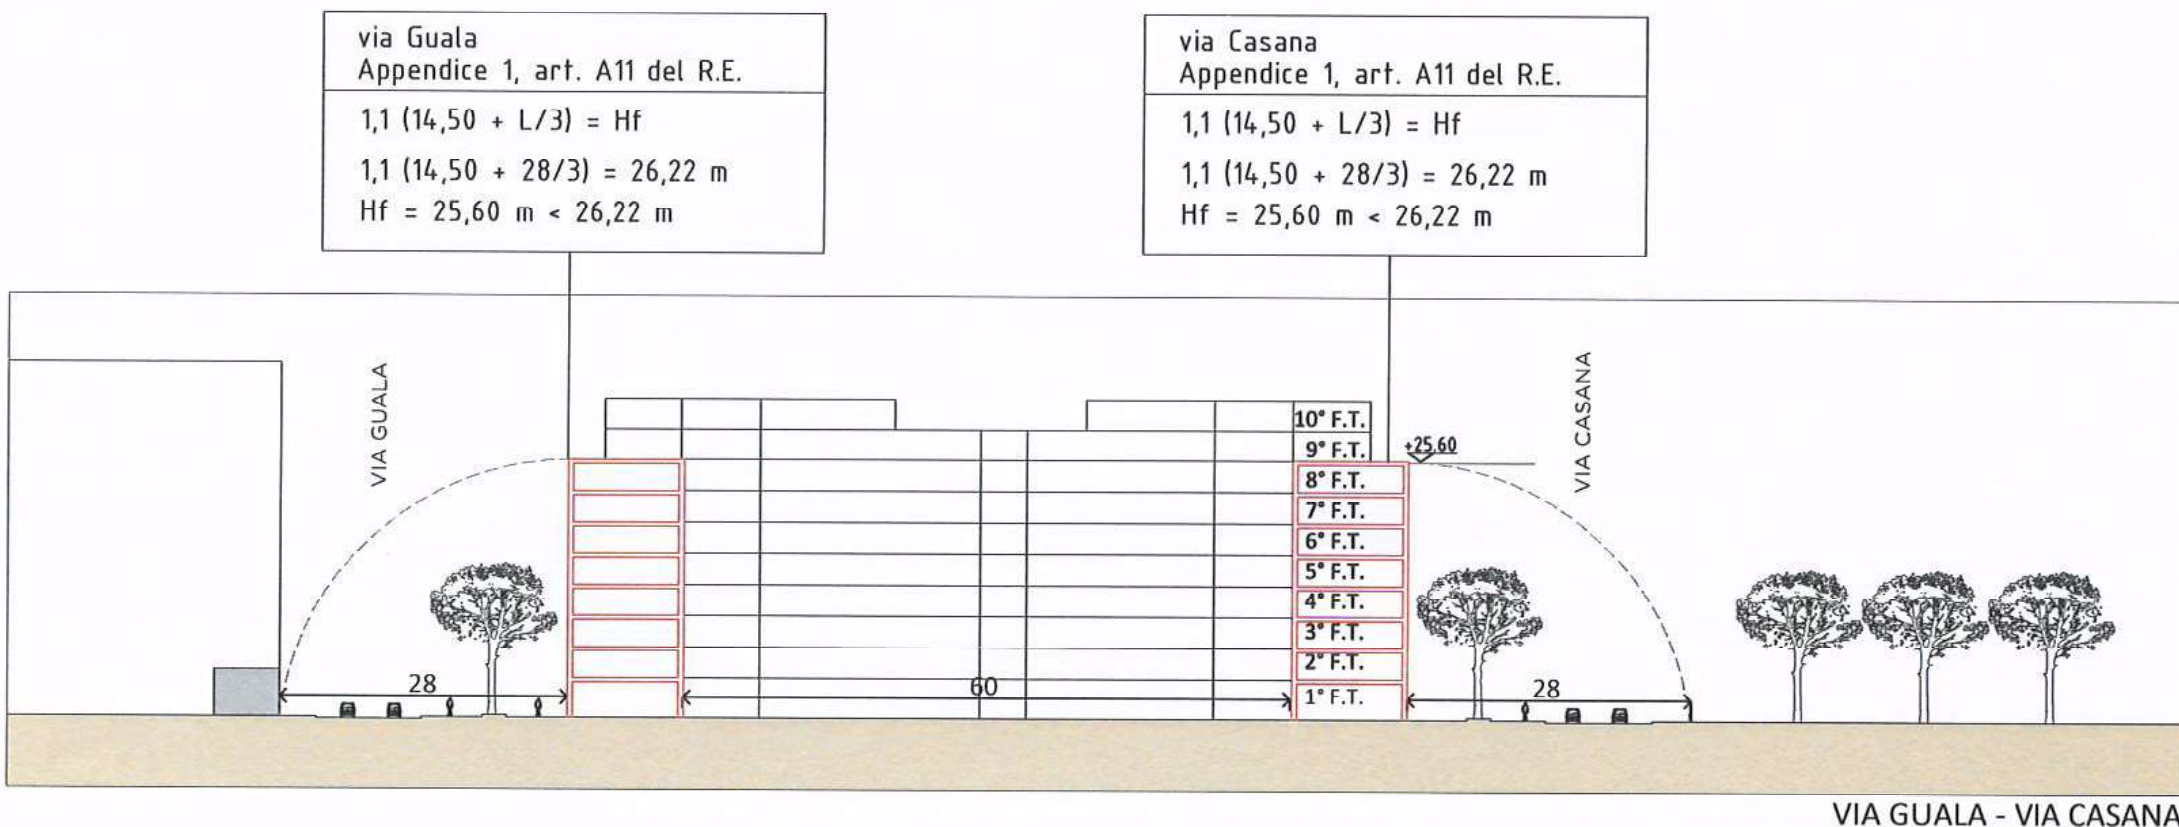 via Guala
Appendice 1, art. A11 del R.E.
1,1 (14,50 + L/3) = Hf
1,1 (14,50 + 28/3) = 26,22 m
Hf = 25,60 m < 26,22 m
via Casana
Appendice 1, art. A11 del R.E.
1,1 (14,50 + L/3) = Hf
1,1 (14,50 + 28/3) = 26,22 m
Hf = 25,60 m < 26,22 m
VIA GUALA
VIA CASANA
10° F.T.
9° F.T.
+25.60
8° F.T.
7° F.T.
6° F.T.
5° F.T.
4° F.T.
3° F.T.
2° F.T.
1° F.T.
28
60
28
VIA GUALA - VIA CASANA